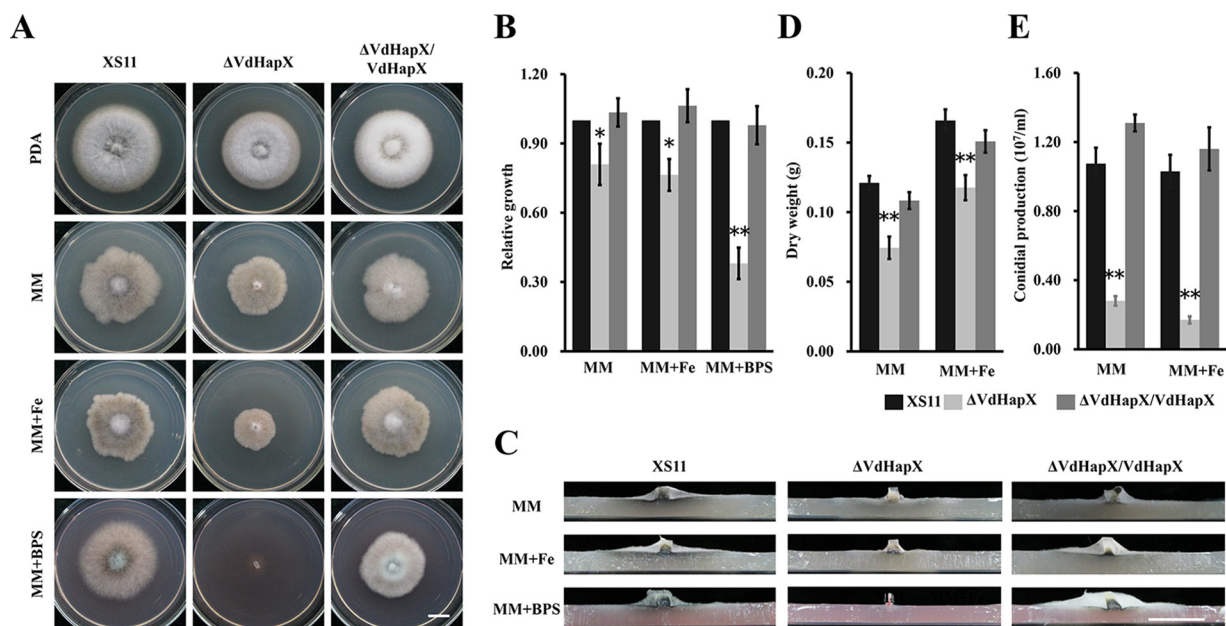 A
XS11
ΔVdHapX
ΔVdHapX/
VdHapX
PDA
MM
MM+Fe
MM+BPS
B
Relative growth
1.20
0.90
0.60
0.30
0.00
*
*
**
MM
MM+Fe
MM+BPS
D
Dry weight (g)
0.20
0.15
0.10
0.05
0.00
**
**
MM
MM+Fe
E
Conidial production (10⁷/ml)
1.60
1.20
0.80
0.40
0.00
**
**
MM
MM+Fe
XS11
ΔVdHapX
ΔVdHapX/VdHapX
C
XS11
ΔVdHapX
ΔVdHapX/VdHapX
MM
MM+Fe
MM+BPS